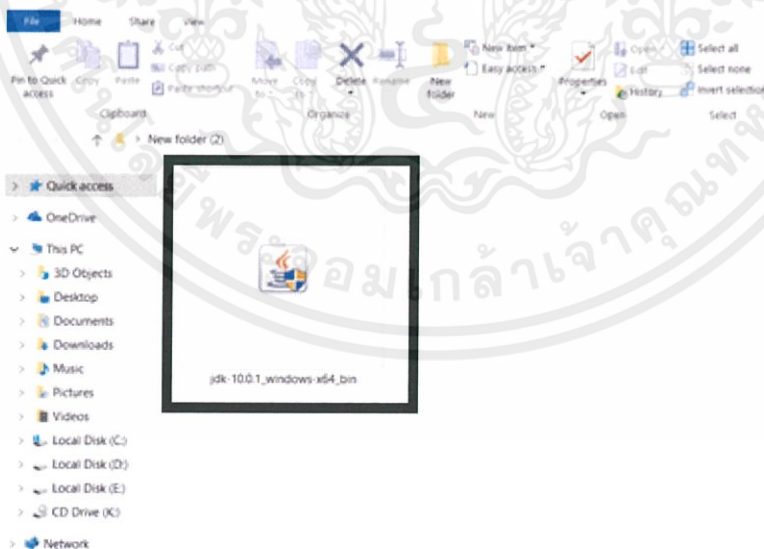 File Home Share View
Pin to Quick access
Copy
Paste
Cut
Copy path
Paste shortcut
Move to
Copy to
Delete
Rename
New folder
New item
Easy access
Properties
Open
Edit
History
Select all
Select none
Invert selection
Clipboard Organize New Open Select
New folder (2)
Quick access
OneDrive
This PC
3D Objects
Desktop
Documents
Downloads
Music
Pictures
Videos
Local Disk (C:)
Local Disk (D:)
Local Disk (E:)
CD Drive (K:)
Network
jdk-10.0.1_windows-x64_bin